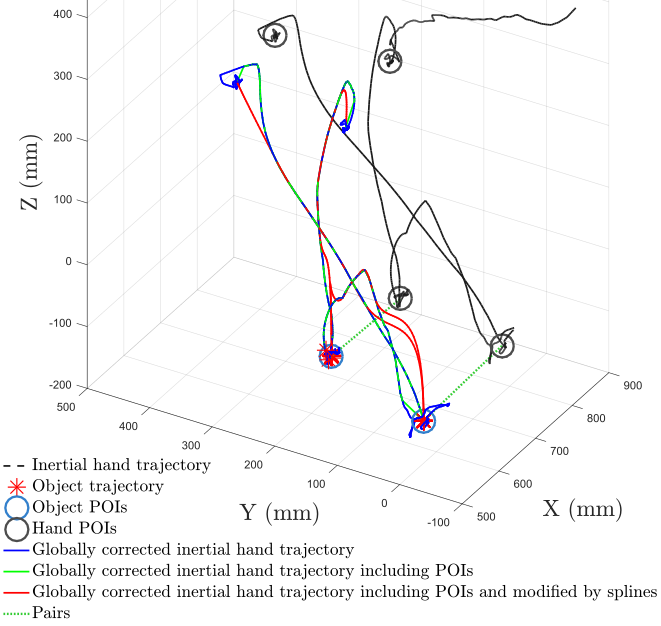 400
300
200
100
0
-100
-200
Z (mm)
500
400
300
200
100
0
-100
Y (mm)
500
600
700
800
900
X (mm)
Inertial hand trajectory
Object trajectory
Object POIs
Hand POIs
Globally corrected inertial hand trajectory
Globally corrected inertial hand trajectory including POIs
Globally corrected inertial hand trajectory including POIs and modified by splines
Pairs